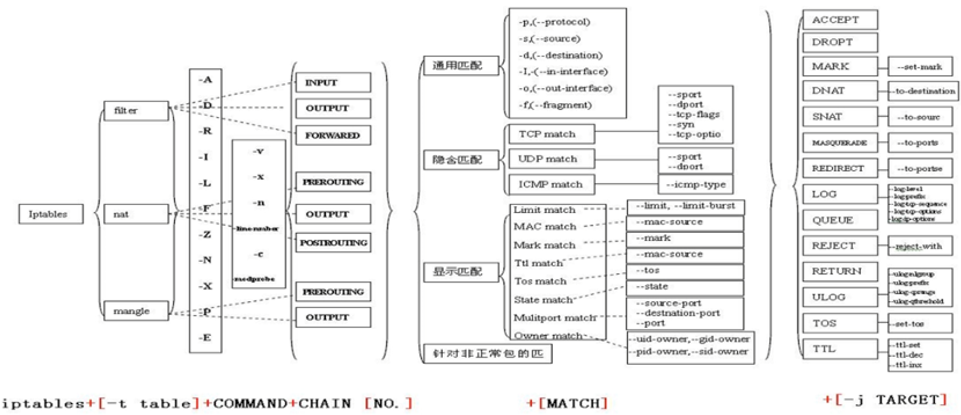 Iptables
filter
nat
mangle
-A
-D
-R
-I
-L
-F
-Z
-N
-X
-P
-E
-v
-x
-n
-c
modprobe
INPUT
OUTPUT
FORWARED
PREROUTING
OUTPUT
POSTROUTING
PREROUTING
OUTPUT
通用匹配
-p,(--protocol)
-s,(--source)
-d,(--destination)
-I,-(--in-interface)
-o,(--out-interface)
-f,(--fragment)
隐含匹配
TCP match
--sport
--dport
--tcp-flags
--syn
--tcp-optio
UDP match
--sport
--dport
ICMP match
--icmp-type
显示匹配
Limit match
--limit, --limit-burst
MAC match
--mac-source
Mark match
--mark
Ttl match
--mac-source
Tos match
--tos
State match
--state
Mulitport match
--source-port
--destnation-port
--port
Owner match
--uid-owner,--gid-owner
--pid-owner,--sid-owner
针对非正常包的匹
ACCEPT
DROPT
MARK
--set-mark
DNAT
--to-destination
SNAT
--to-sourc
MASQUERADE
--to-ports
REDIRECT
--to-portse
LOG
--log-level
--log-prefix
--log-tcp-sequence
--log-tcp-options
--log-ip-options
QUEUE
REJECT
--reject-with
RETURN
ULOG
--ulog-nlgroup
--ulog-prefix
--ulog-cprange
--ulog-qthreshold
TOS
--set-tos
TTL
--ttl-set
--ttl-dec
--ttl-inx
iptables+[-t table]+COMMAND+CHAIN [NO.] +[MATCH] +[-j TARGET]